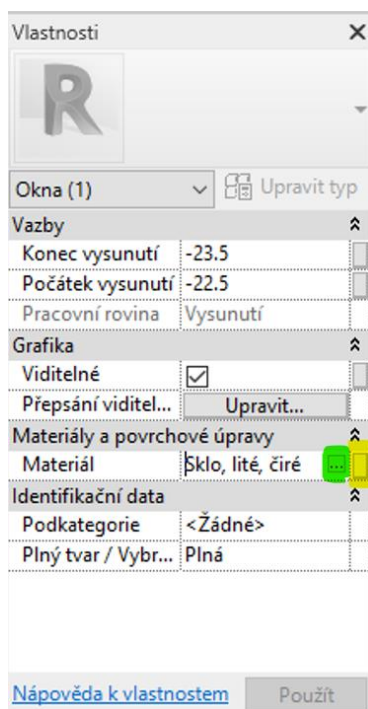 Vlastnosti
R
Okna (1) Upravit typ
Vazby
Konec vysunutí -23.5
Počátek vysunutí -22.5
Pracovní rovina Vysunutí
Grafika
Viditelné
Přepsání viditel... Upravit...
Materiály a povrchové úpravy
Materiál Sklo, lité, čiré ...
Identifikační data
Podkategorie <Žádné>
Plný tvar / Vybr... Plná
Nápověda k vlastnostem Použít